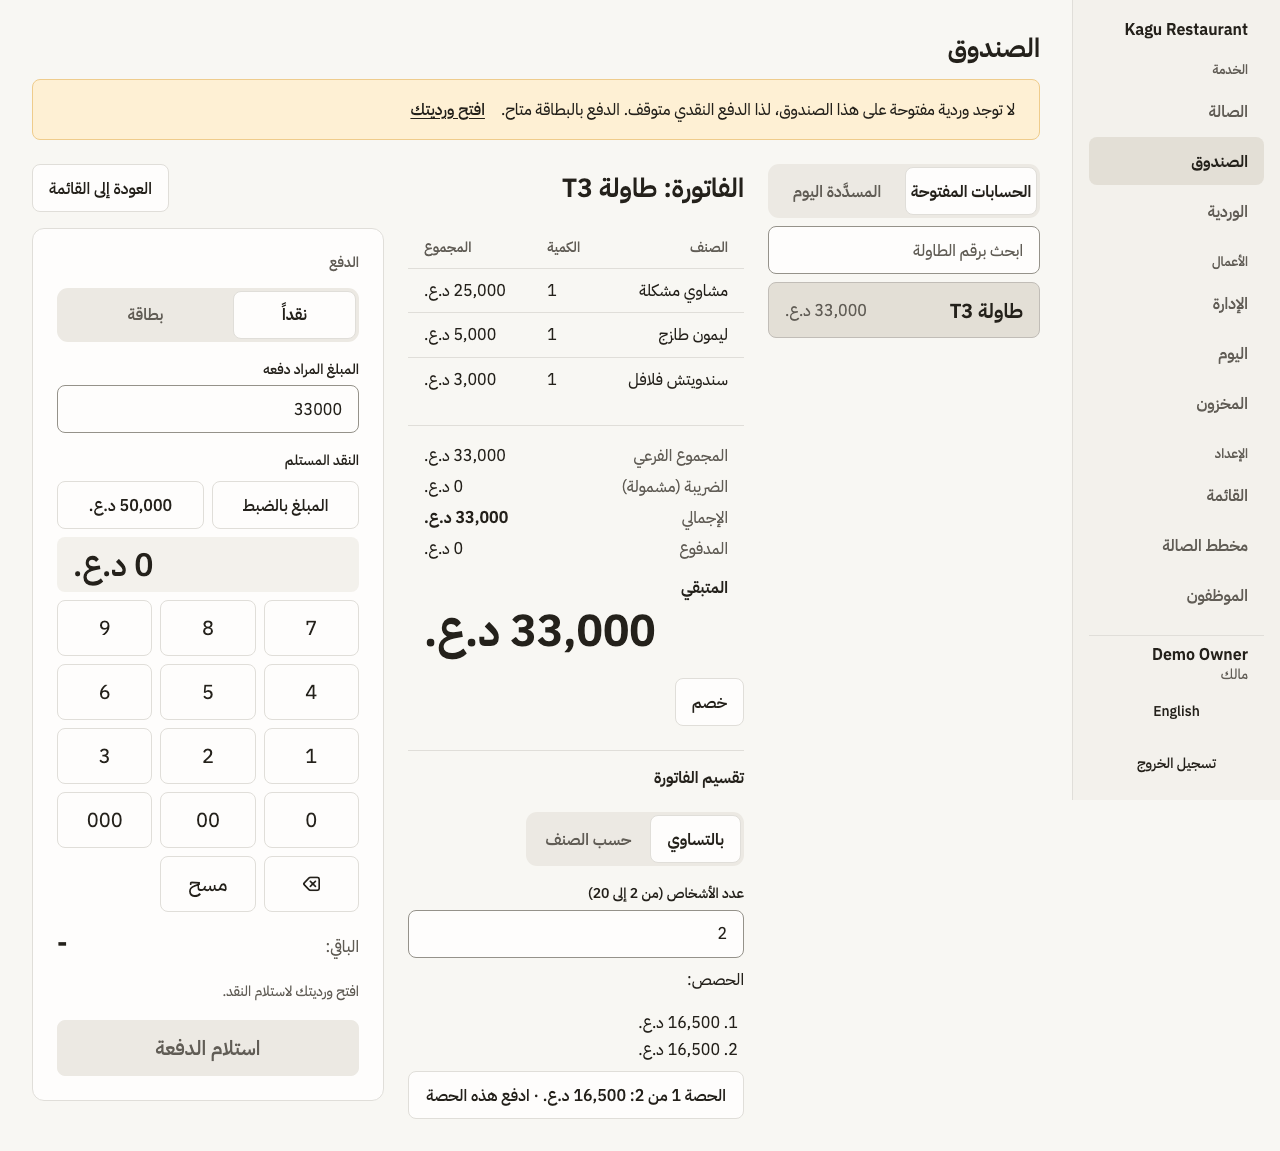 Kagu Restaurant
الخدمة
الصالة
الصندوق
الوردية
الأعمال
الإدارة
اليوم
المخزون
الإعداد
القائمة
مخطط الصالة
الموظفون
Demo Owner
مالك
English
تسجيل الخروج
الصندوق
لا توجد وردية مفتوحة على هذا الصندوق، لذا الدفع النقدي متوقف. الدفع بالبطاقة متاح. افتح ورديتك
الحسابات المفتوحة المسدَّدة اليوم
ابحث برقم الطاولة
طاولة T3 33,000 د.ع.
الفاتورة: طاولة T3
العودة إلى القائمة
الصنف الكمية المجموع
مشاوي مشكلة 1 25,000 د.ع.
ليمون طازج 1 5,000 د.ع.
سندويتش فلافل 1 3,000 د.ع.
المجموع الفرعي 33,000 د.ع.
الضريبة (مشمولة) 0 د.ع.
الإجمالي 33,000 د.ع.
المدفوع 0 د.ع.
المتبقي
33,000 د.ع.
خصم
تقسيم الفاتورة
بالتساوي حسب الصنف
عدد الأشخاص (من 2 إلى 20)
2
الحصص:
1. 16,500 د.ع.
2. 16,500 د.ع.
الحصة 1 من 2: 16,500 د.ع. · ادفع هذه الحصة
الدفع
نقداً بطاقة
المبلغ المراد دفعه
33000
النقد المستلم
المبلغ بالضبط 50,000 د.ع.
0 د.ع.
7 8 9
4 5 6
1 2 3
0 00 000
مسح
الباقي: -
افتح ورديتك لاستلام النقد.
استلام الدفعة